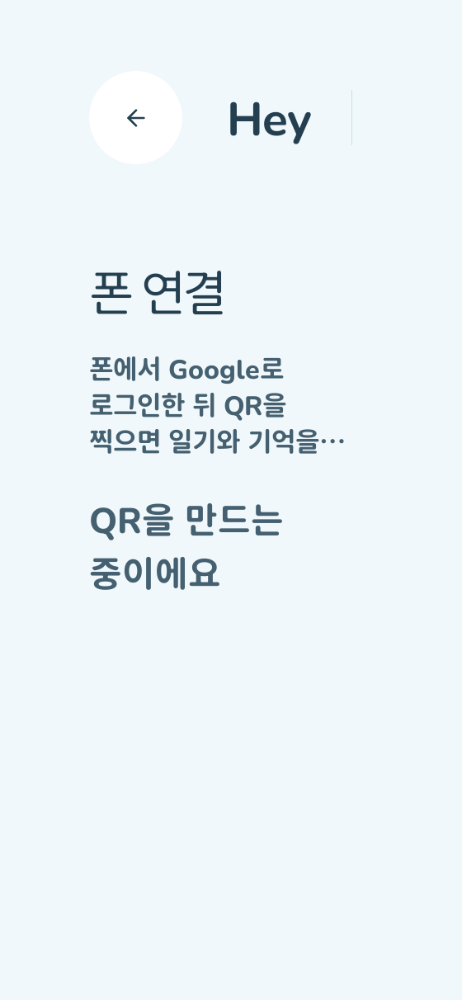 Hey
폰 연결
폰에서 Google로
로그인한 뒤 QR을
찍으면 일기와 기억을…
QR을 만드는
중이에요